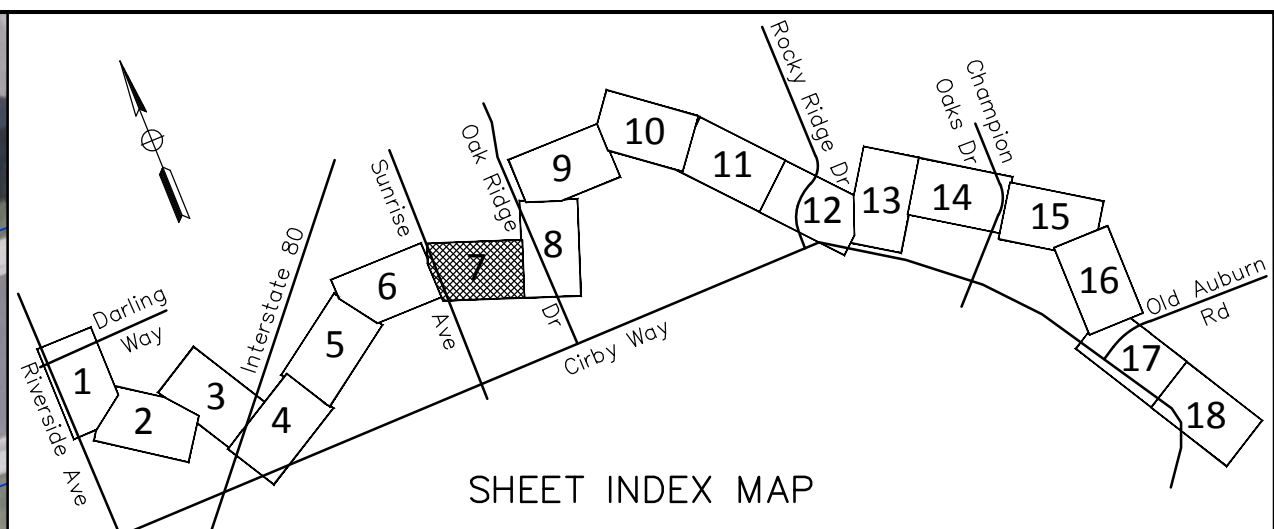 Riverside Ave
Darling
Way
Interstate 80
Sunrise
Ave
Oak Ridge
Dr
Cirby Way
Rocky Ridge Dr
Champion
Oaks Dr
Old Auburn
Rd
1
2
3
4
5
6
7
8
9
10
11
12
13
14
15
16
17
18
SHEET INDEX MAP